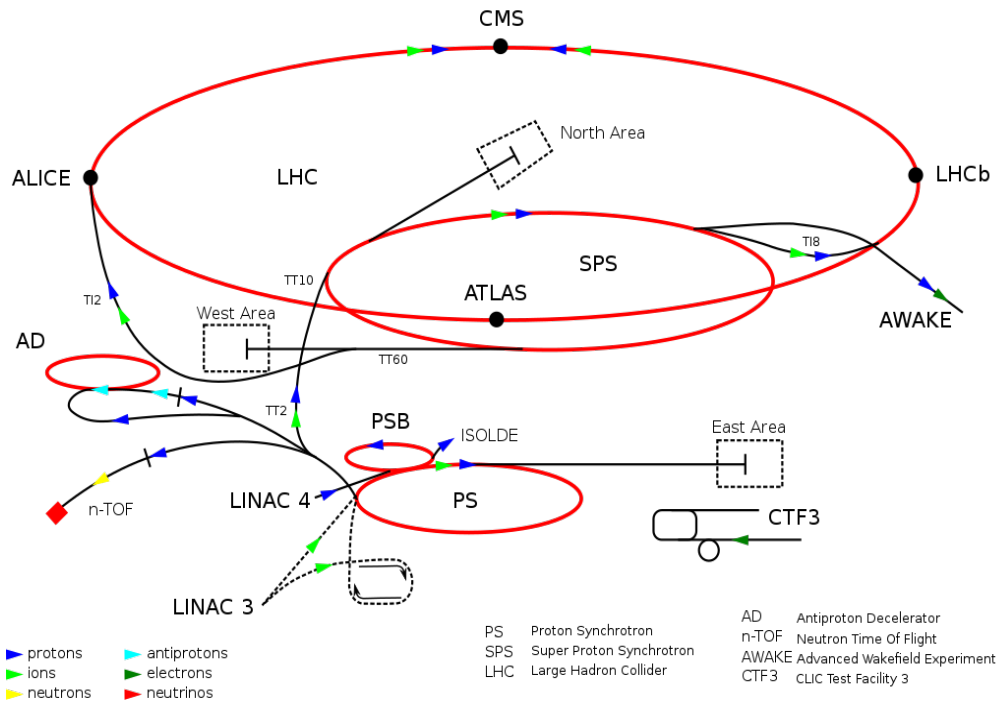 CMS
North Area
ALICE
LHC
LHCb
SPS
TI8
TT10
ATLAS
TI2
West Area
AWAKE
AD
TT60
TT2
PSB
ISOLDE
East Area
LINAC 4
PS
n-TOF
CTF3
LINAC 3
protons
ions
neutrons
antiprotons
electrons
neutrinos
PS Proton Synchrotron
SPS Super Proton Synchrotron
LHC Large Hadron Collider
AD Antiproton Decelerator
n-TOF Neutron Time Of Flight
AWAKE Advanced Wakefield Experiment
CTF3 CLIC Test Facility 3